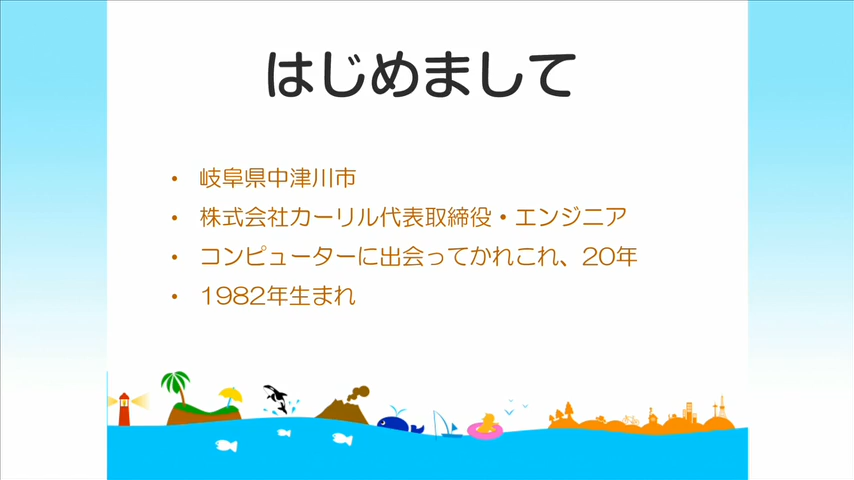 はじめまして
• 岐阜県中津川市
• 株式会社カーリル代表取締役・エンジニア
• コンピューターに出会ってかれこれ、20年
• 1982年生まれ